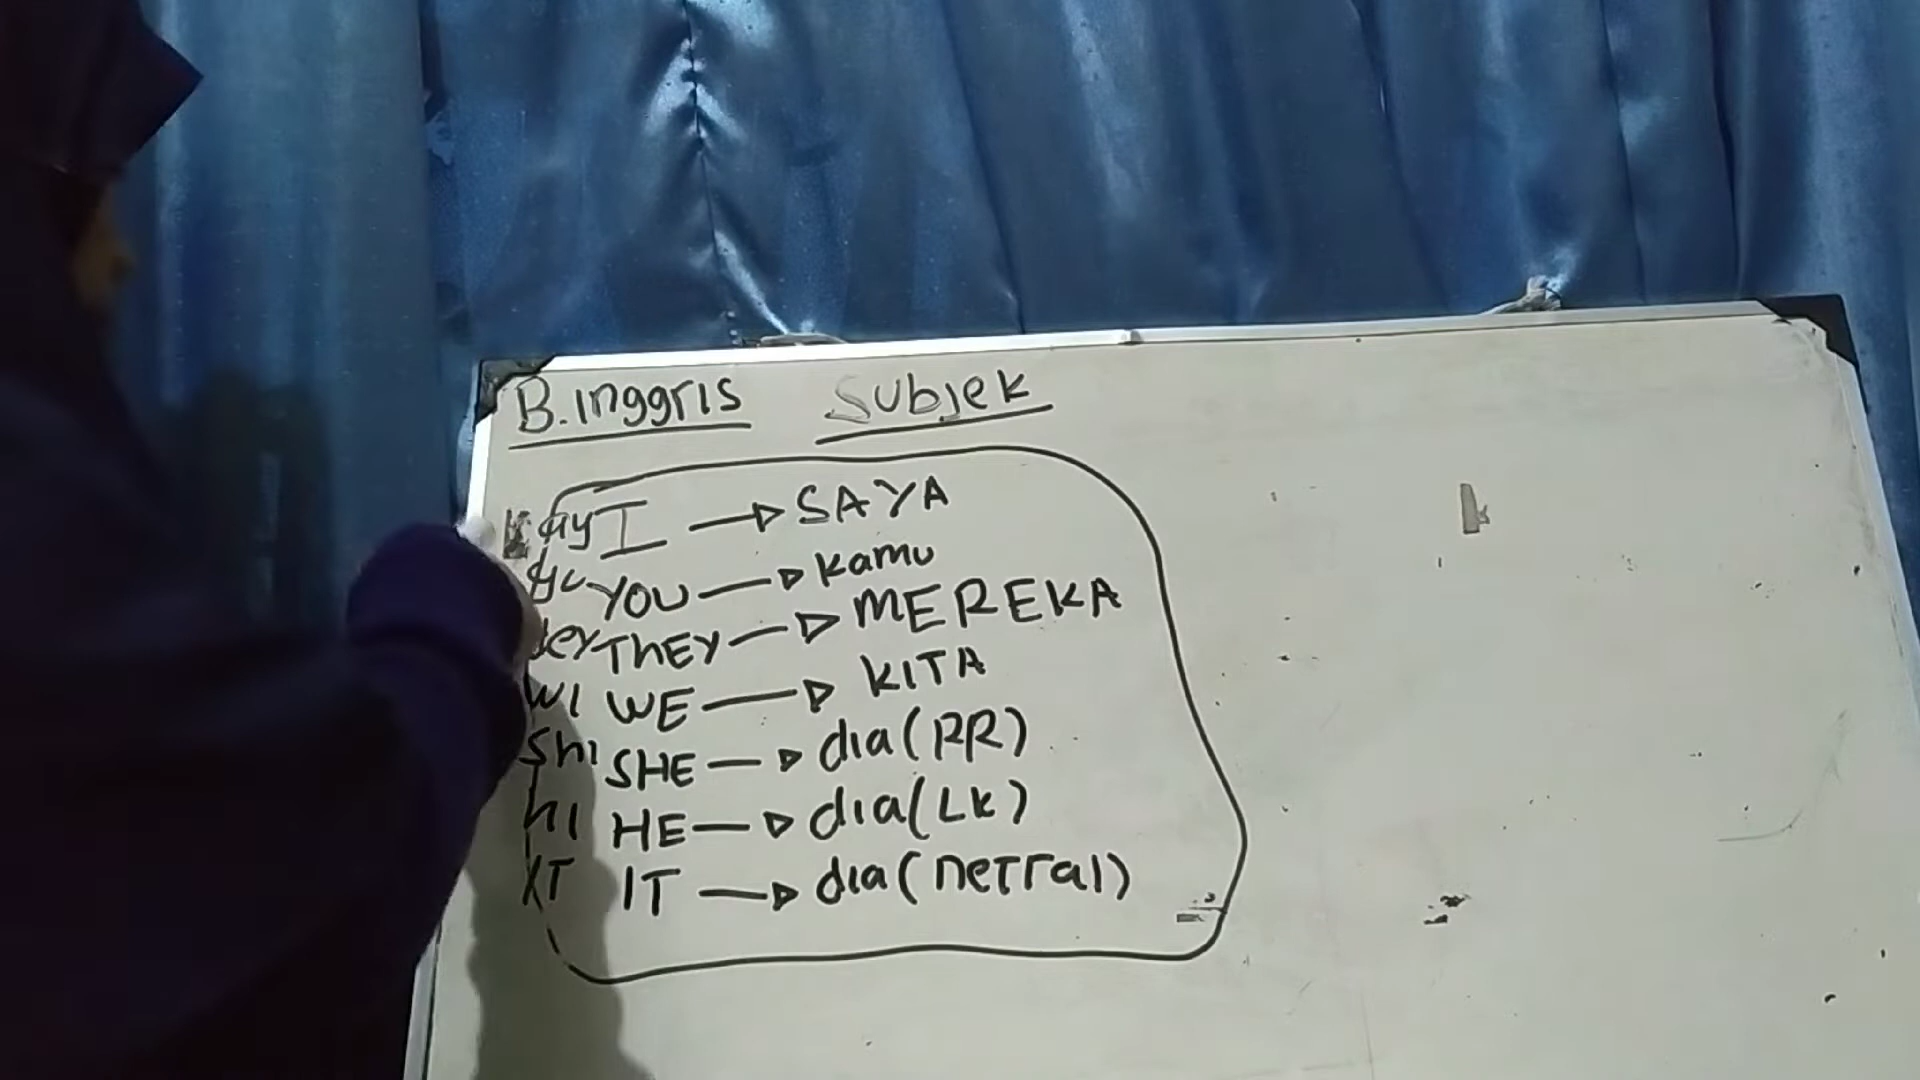 B. Inggris Subjek
ay I → SAYA
yu YOU → Kamu
dey THEY → MEREKA
WI WE → KITA
Shi SHE → dia (PR)
hi HE → dia (LK)
IT IT → dia (netral)